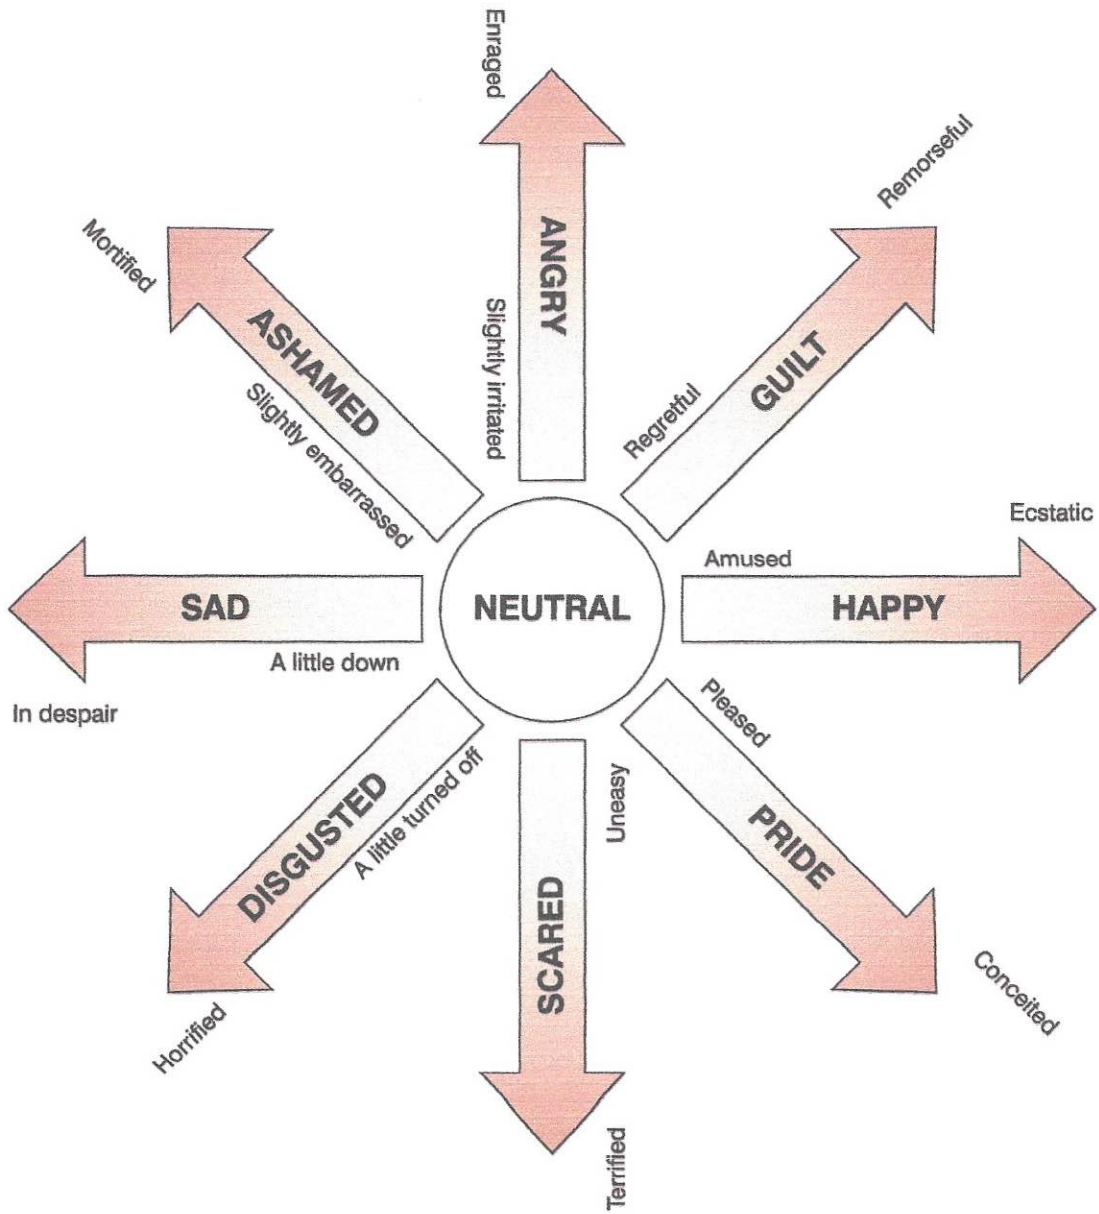 Enraged
ANGRY
Slightly irritated
Remorseful
GUILT
Regretful
Ecstatic
Amused
HAPPY
Pleased
PRIDE
Conceited
Uneasy
SCARED
Terrified
A little turned off
DISGUSTED
Horrified
A little down
SAD
In despair
Mortified
ASHAMED
Slightly embarrassed
NEUTRAL